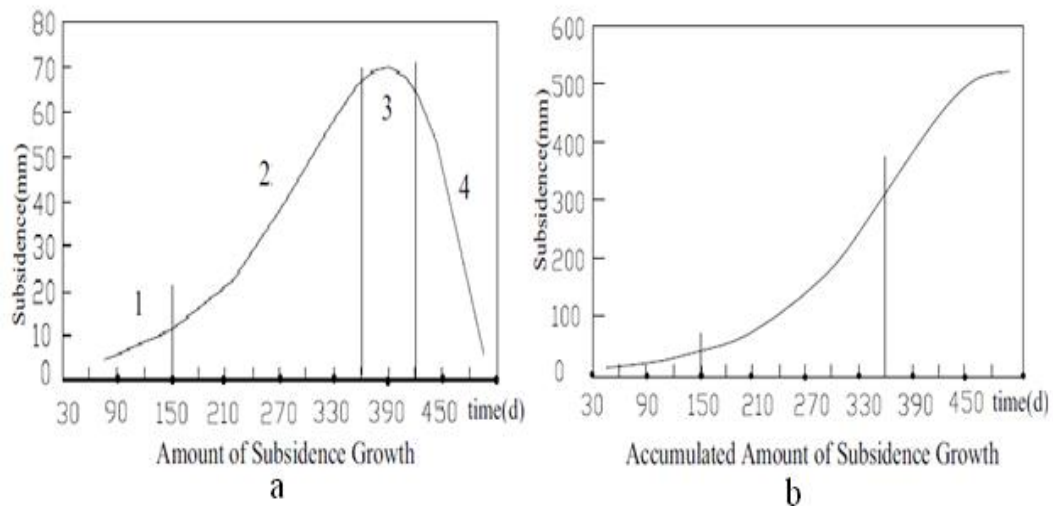 80
70
60
50
40
30
20
10
0
Subsidence(mm)
1
2
3
4
30 90 150 210 270 330 390 450 time(d)
Amount of Subsidence Growth
a
600
500
400
300
200
100
0
Subsidence(mm)
30 90 150 210 270 330 390 450 time(d)
Accumulated Amount of Subsidence Growth
b